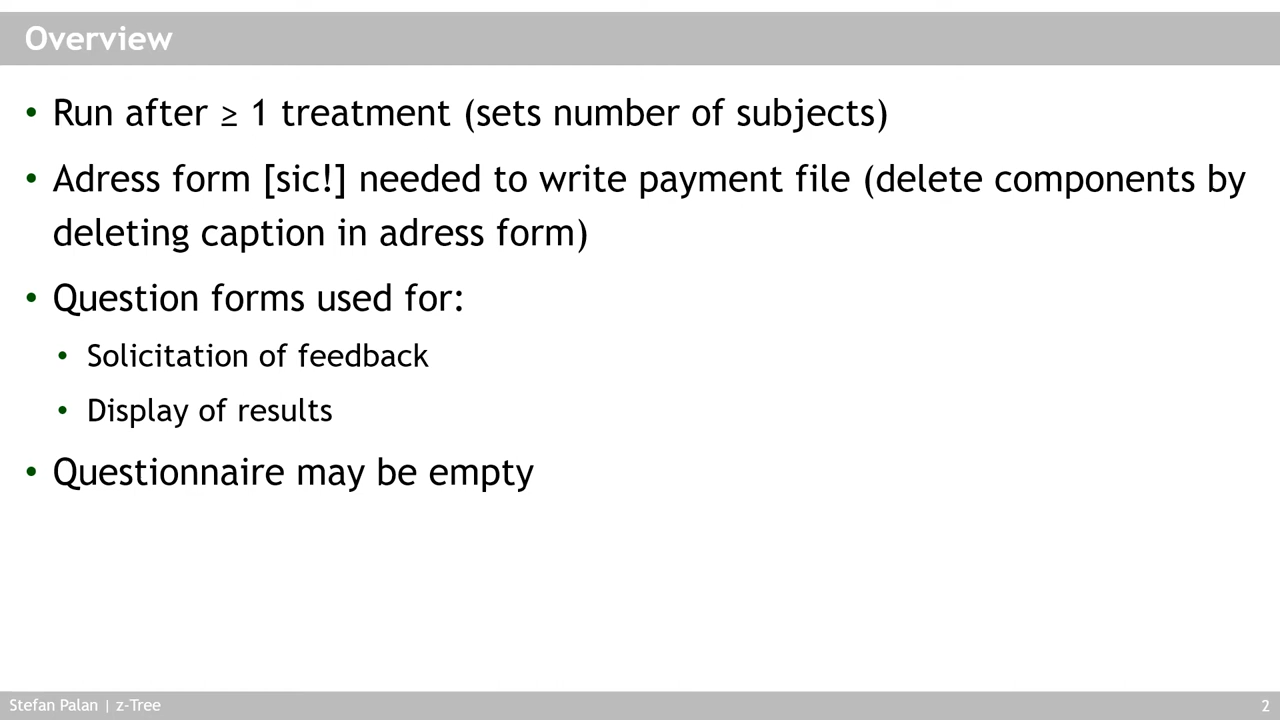 Overview
• Run after ≥ 1 treatment (sets number of subjects)
• Adress form [sic!] needed to write payment file (delete components by
deleting caption in adress form)
• Question forms used for:
• Solicitation of feedback
• Display of results
• Questionnaire may be empty
Stefan Palan | z-Tree
2